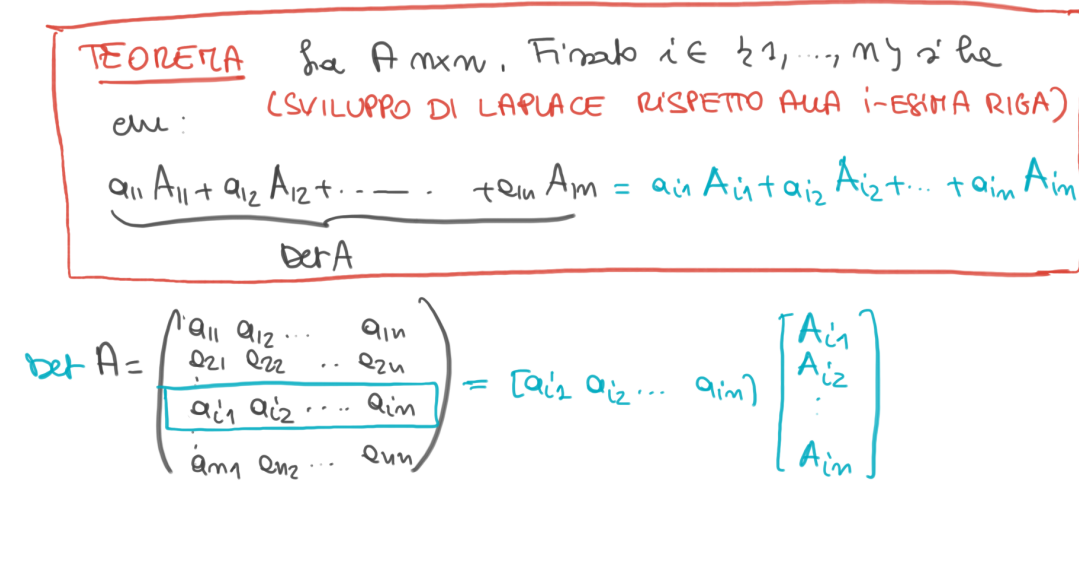 TEOREMA Sia A n×n. Fissato i ∈ {1, ..., n} si ha
(SVILUPPO DI LAPLACE RISPETTO ALLA i-ESIMA RIGA)
che:
a₁₁ A₁₁ + a₁₂ A₁₂ + ..... + a₁ₙ A₁ₙ = aᵢ₁ Aᵢ₁ + aᵢ₂ Aᵢ₂ + ... + aᵢₙ Aᵢₙ
Det A
Det A = ( a₁₁ a₁₂ ... a₁ₙ
a₂₁ a₂₂ .. a₂ₙ
aᵢ₁ aᵢ₂ .... aᵢₙ
aₙ₁ aₙ₂ ... aₙₙ ) = [aᵢ₁ aᵢ₂ ... aᵢₙ] [ Aᵢ₁
Aᵢ₂
:
Aᵢₙ ]